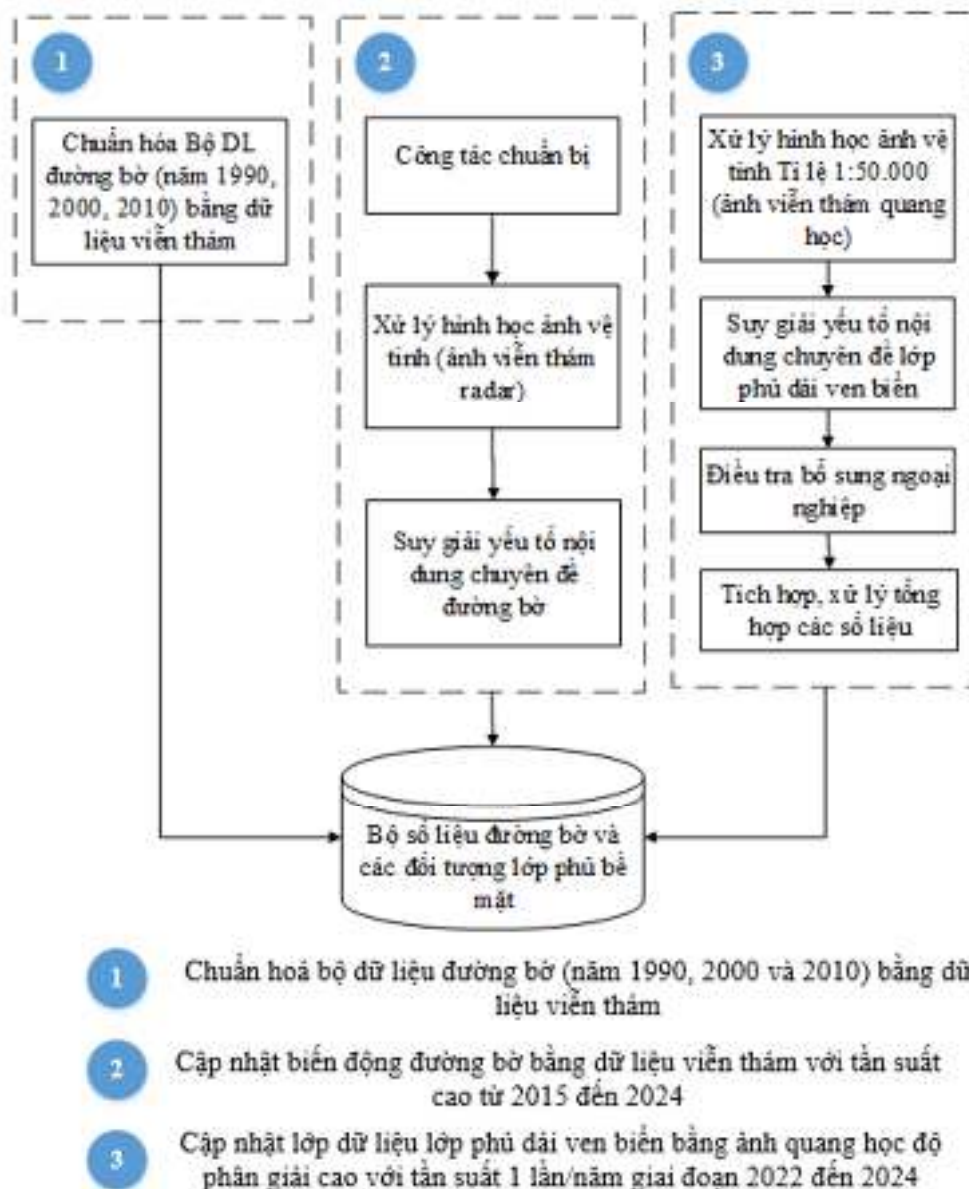 1
Chuẩn hóa Bộ DL
đường bờ (năm 1990,
2000, 2010) bằng dữ
liệu viễn thám
2
Công tác chuẩn bị
Xử lý hình học ảnh vệ
tinh (ảnh viễn thám
radar)
Suy giải yếu tố nội
dung chuyên đề
đường bờ
3
Xử lý hình học ảnh vệ
tinh Tỉ lệ 1:50.000
(ảnh viễn thám quang
học)
Suy giải yếu tố nội
dung chuyên đề lớp
phủ dải ven biển
Điều tra bổ sung ngoại
nghiệp
Tích hợp, xử lý tổng
hợp các số liệu
Bộ số liệu đường bờ và
các đối tượng lớp phủ bề
mặt
1 Chuẩn hoá bộ dữ liệu đường bờ (năm 1990, 2000 và 2010) bằng dữ
liệu viễn thám
2 Cập nhật biến động đường bờ bằng dữ liệu viễn thám với tần suất
cao từ 2015 đến 2024
3 Cập nhật lớp dữ liệu lớp phủ dải ven biển bằng ảnh quang học độ
phân giải cao với tần suất 1 lần/năm giai đoạn 2022 đến 2024